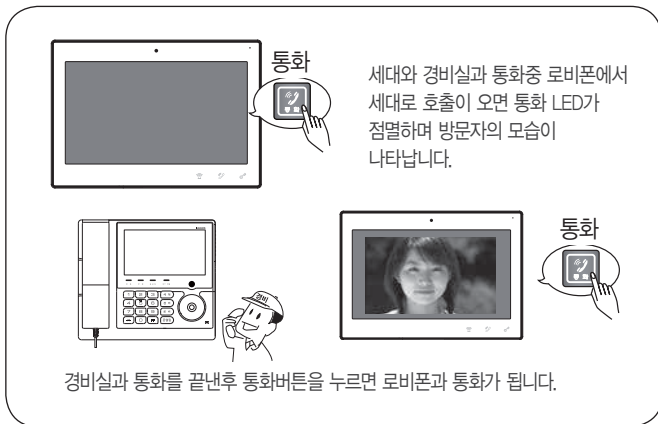 통화
세대와 경비실과 통화중 로비폰에서
세대로 호출이 오면 통화 LED가
점멸하며 방문자의 모습이
나타납니다.
경비
통화
경비실과 통화를 끝낸후 통화버튼을 누르면 로비폰과 통화가 됩니다.